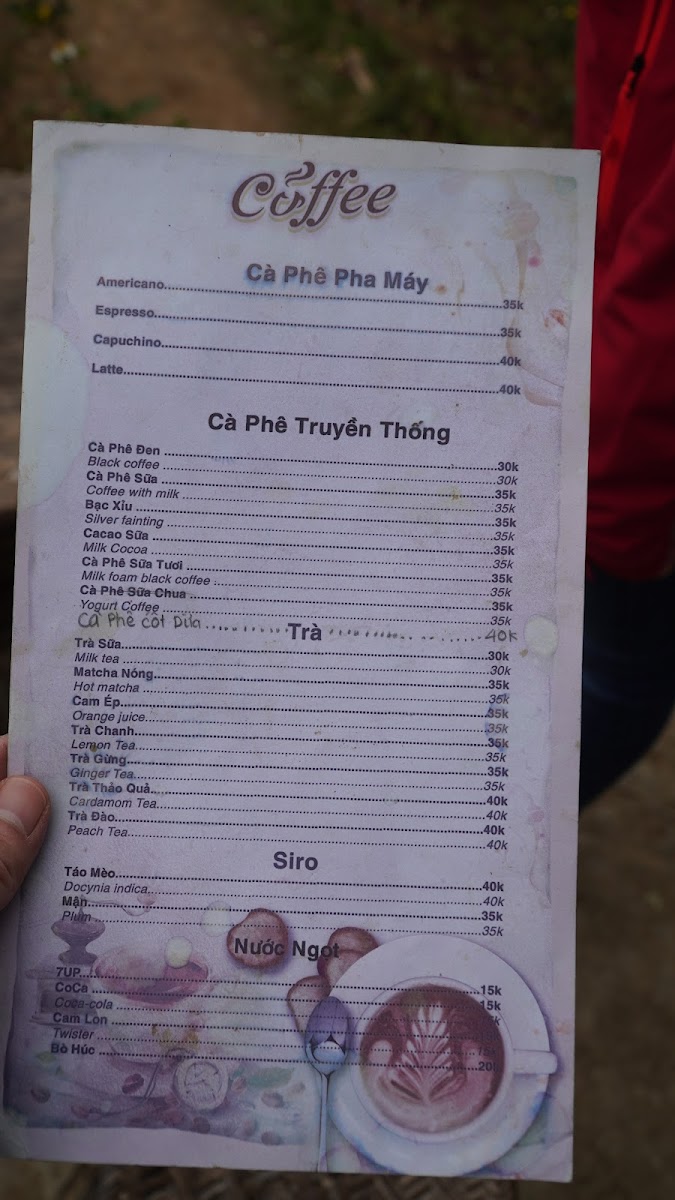 Coffee
Cà Phê Pha Máy
Americano.....35k
Espresso.....35k
Capuchino.....40k
Latte.....40k
Cà Phê Truyền Thống
Cà Phê Đen.....30k
Black coffee.....30k
Cà Phê Sữa.....35k
Coffee with milk.....35k
Bạc Xỉu.....35k
Silver fainting.....35k
Cacao Sữa.....35k
Milk Cocoa.....35k
Cà Phê Sữa Tươi.....35k
Milk foam black coffee.....35k
Cà Phê Sữa Chua.....35k
Yogurt Coffee.....35k
Cà Phê cốt Dừa.....40k
Trà
Trà Sữa.....30k
Milk tea.....30k
Matcha Nóng.....35k
Hot matcha.....35k
Cam Ép.....35k
Orange juice.....35k
Trà Chanh.....35k
Lemon Tea.....35k
Trà Gừng.....35k
Ginger Tea.....35k
Trà Thảo Quả.....40k
Cardamom Tea.....40k
Trà Đào.....40k
Peach Tea.....40k
Siro
Táo Mèo.....40k
Docynia indica.....40k
Mận.....35k
Plum.....35k
Nước Ngọt
7UP.....15k
CoCa.....15k
Coca-cola.....
Cam Lon.....
Twister.....15k
Bò Húc.....20k